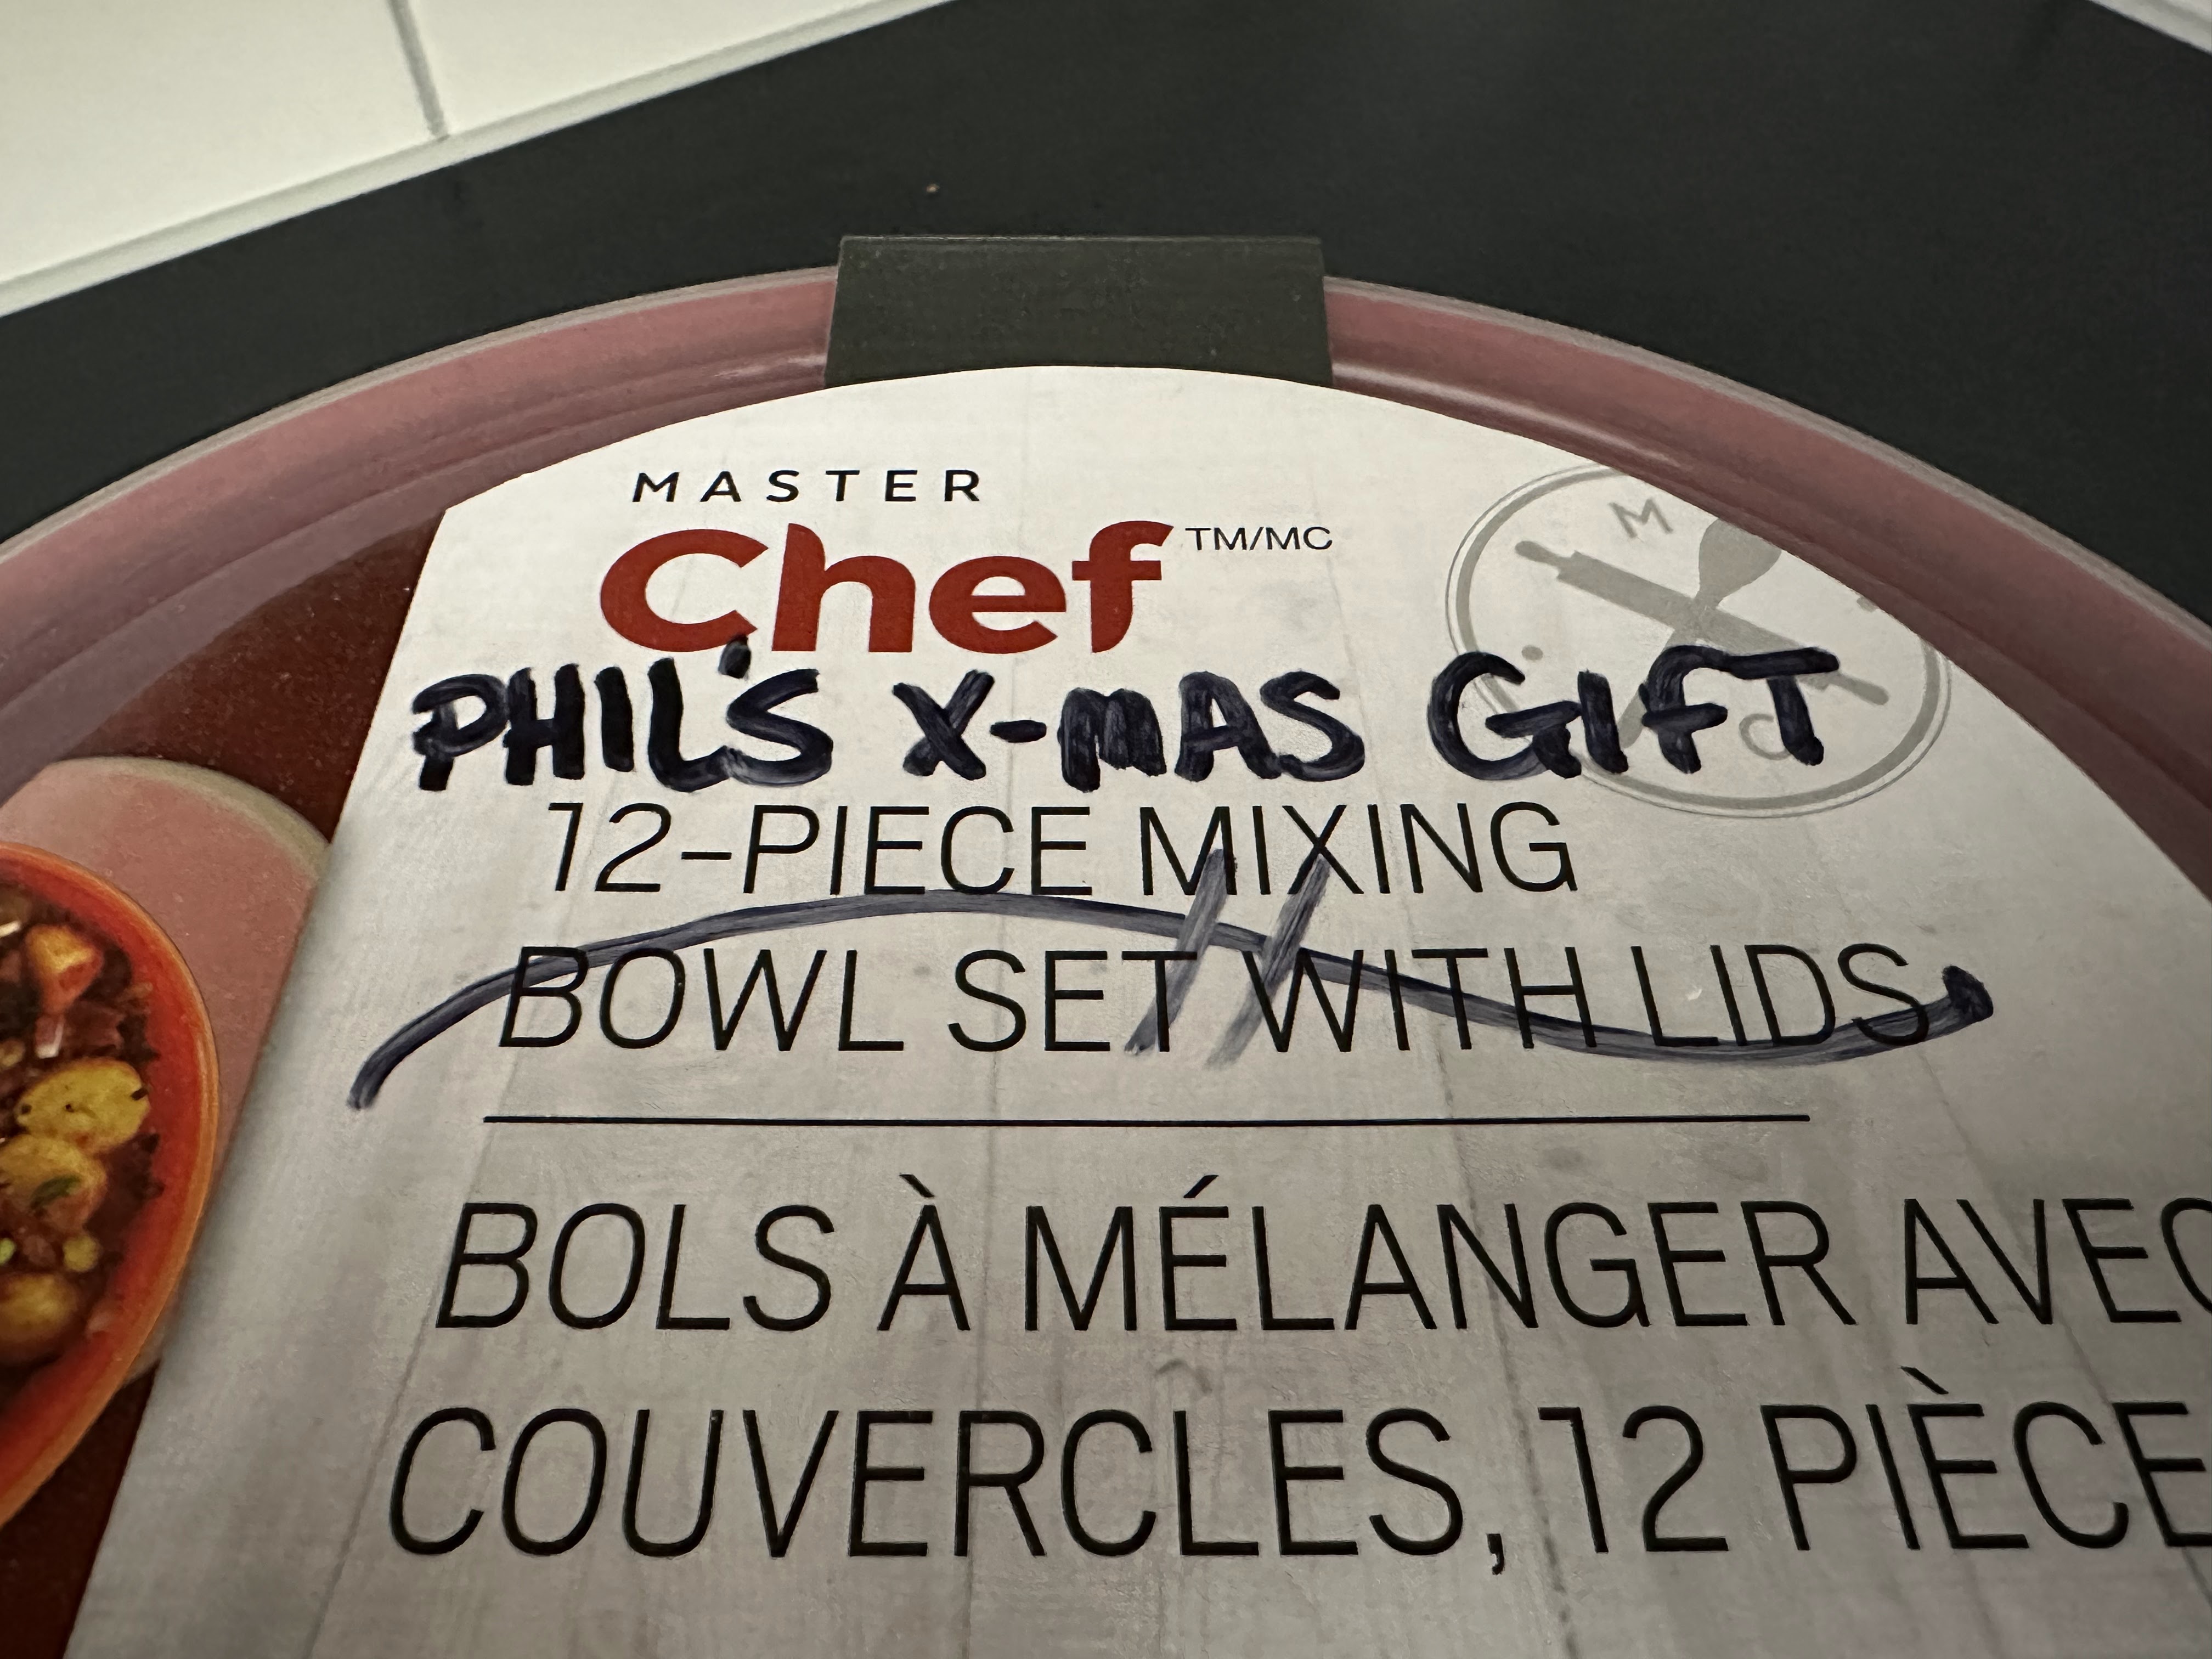 MASTER
Chef TM/MC
M
C
PHIL'S X-MAS GIFT
12-PIECE MIXING
BOWL SET WITH LIDS
BOLS À MÉLANGER AVEC
COUVERCLES, 12 PIÈCE